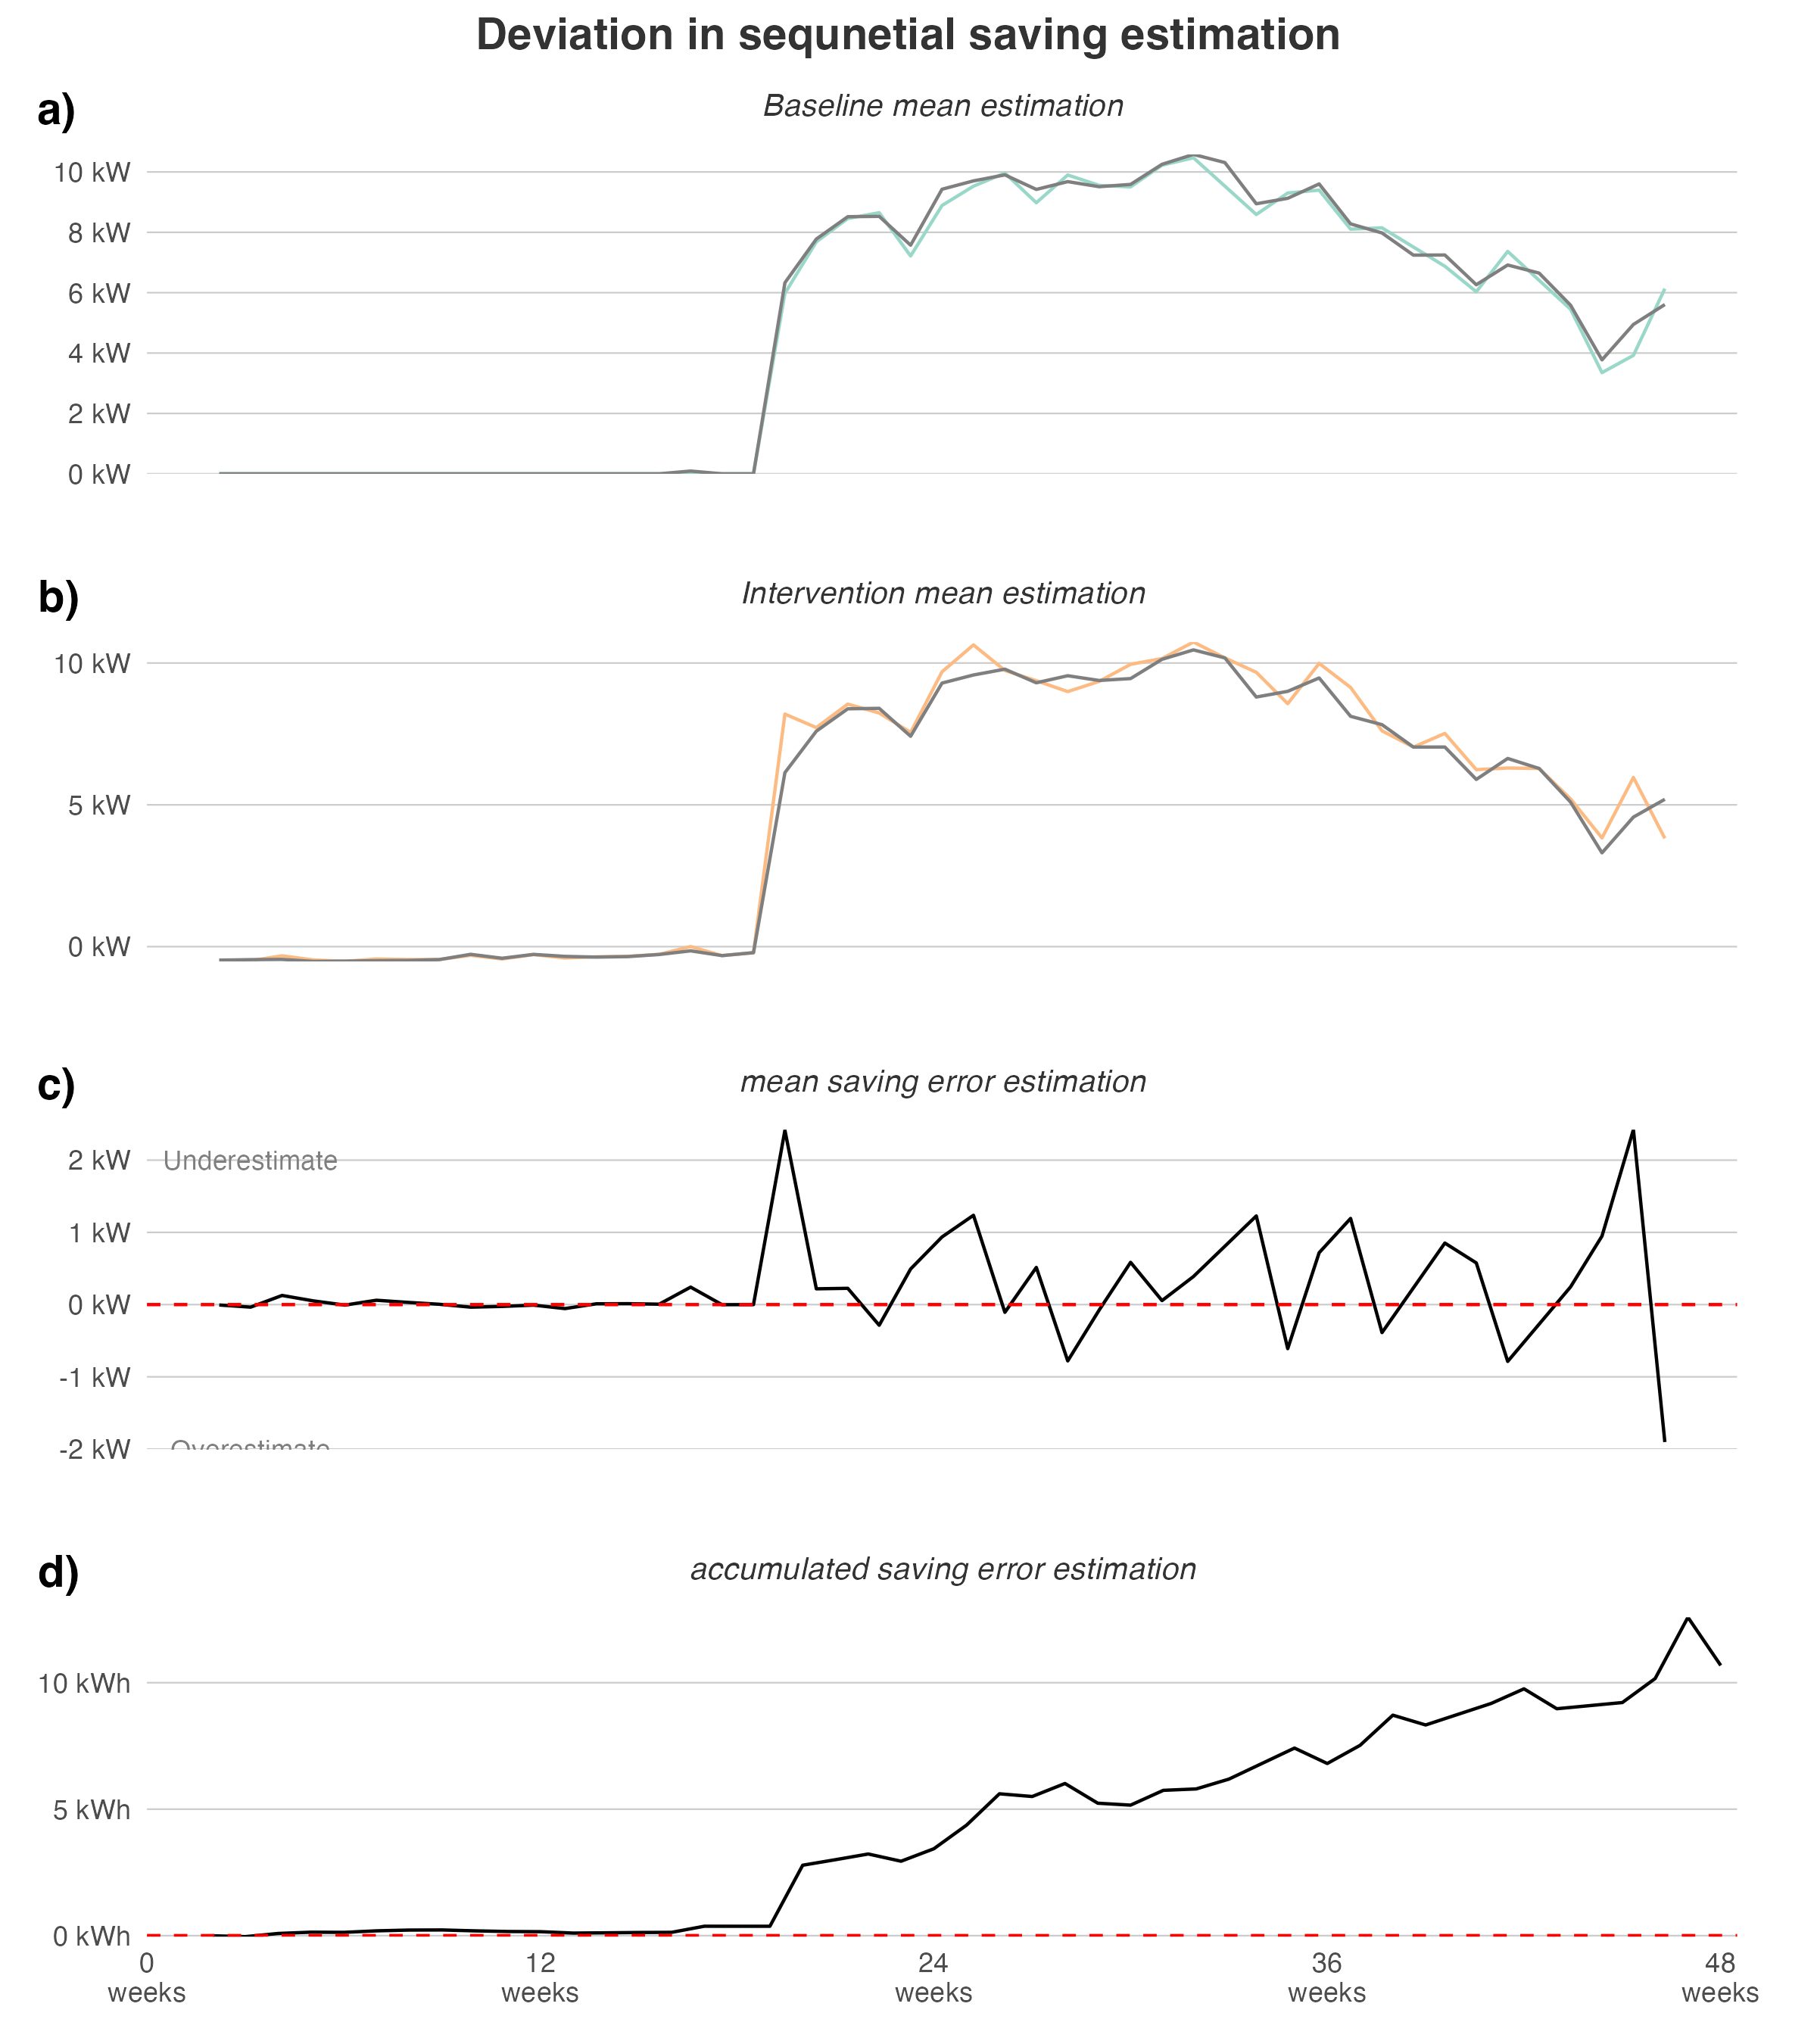 Deviation in sequnetial saving estimation
a)
Baseline mean estimation
10 kW
8 kW
6 kW
4 kW
2 kW
0 kW
b)
Intervention mean estimation
10 kW
5 kW
0 kW
c)
mean saving error estimation
2 kW
Underestimate
1 kW
0 kW
-1 kW
-2 kW
Overestimate
d)
accumulated saving error estimation
10 kWh
5 kWh
0 kWh
0 weeks
12 weeks
24 weeks
36 weeks
48 weeks